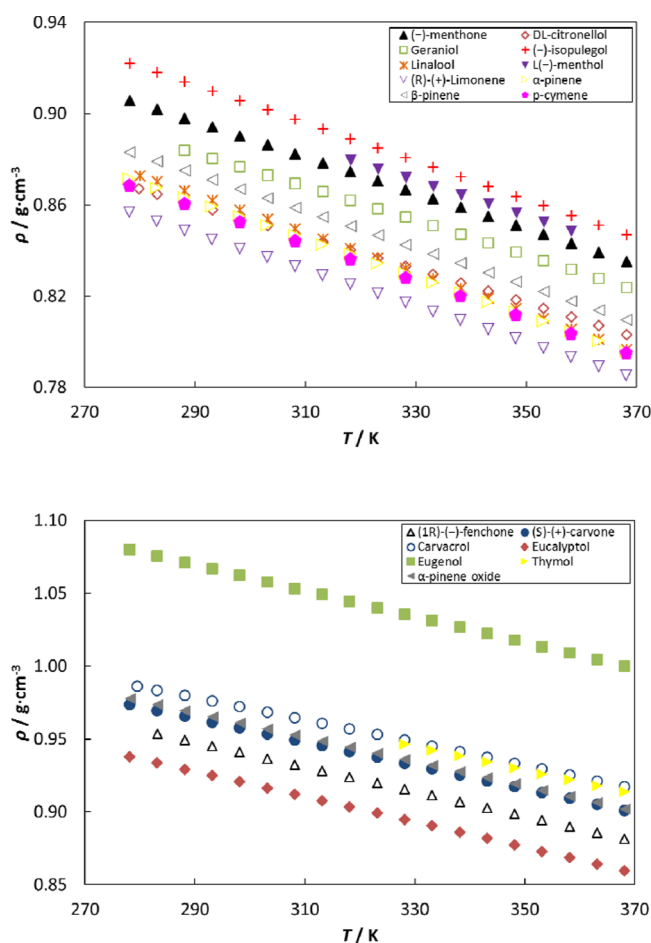 0.94
(−)-menthone DL-citronellol
Geraniol (−)-isopulegol
Linalool L(−)-menthol
(R)-(+)-Limonene α-pinene
β-pinene p-cymene
0.90
0.86
0.82
0.78
ρ / g·cm⁻³
270 290 310 330 350 370
T / K
1.10
(1R)-(−)-fenchone (S)-(+)-carvone
Carvacrol Eucalyptol
Eugenol Thymol
α-pinene oxide
1.05
1.00
0.95
0.90
0.85
ρ / g·cm⁻³
270 290 310 330 350 370
T / K